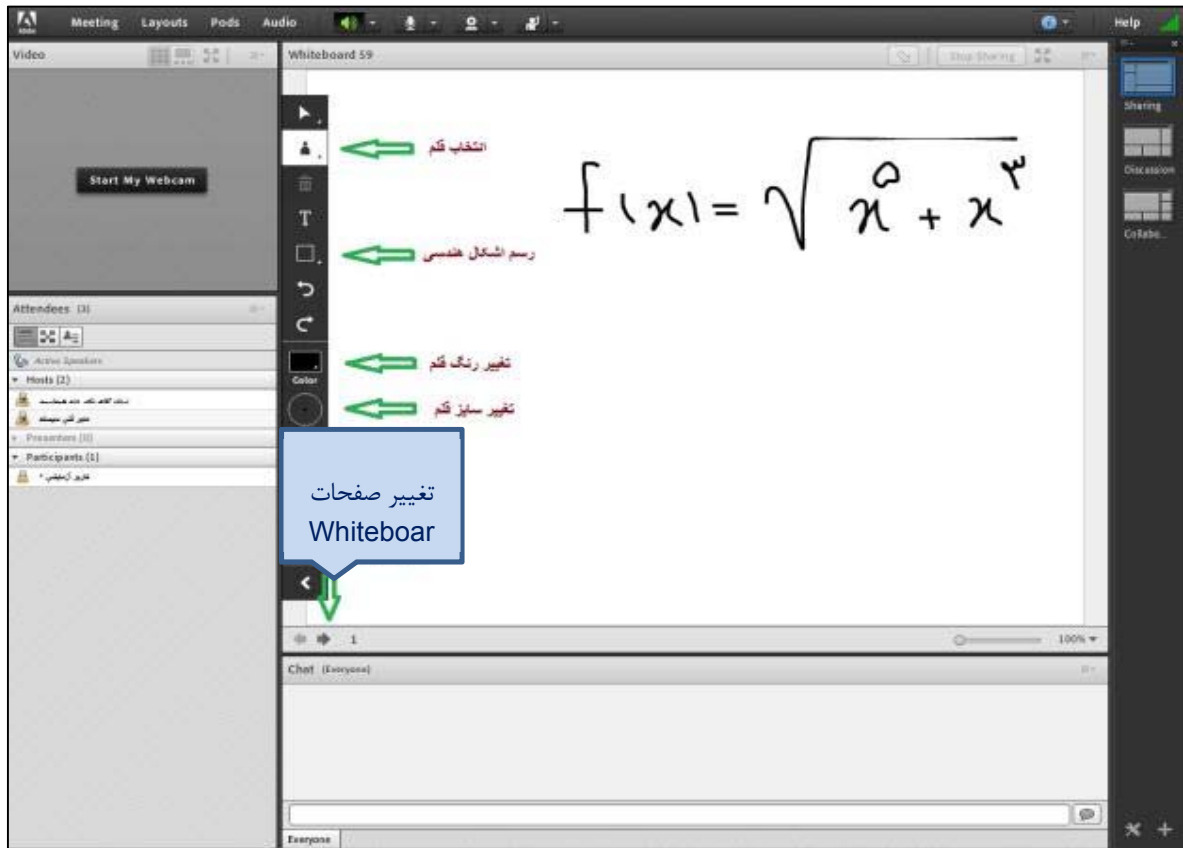 Meeting Layouts Pods Audio Help
Video
Start My Webcam
Attendees (3)
Active Speakers
Hosts (2)
Presenters (0)
Participants (1)
Whiteboard 59
Stop Sharing
انتخاب قلم
رسم اشکال هندسی
تغییر رنگ قلم
Color
تغییر سایز قلم
تغییر صفحات
Whiteboar
f(x) = √(x^۵ + x^۳)
1
100%
Chat (Everyone)
Everyone
Sharing
Discussion
Collabo...